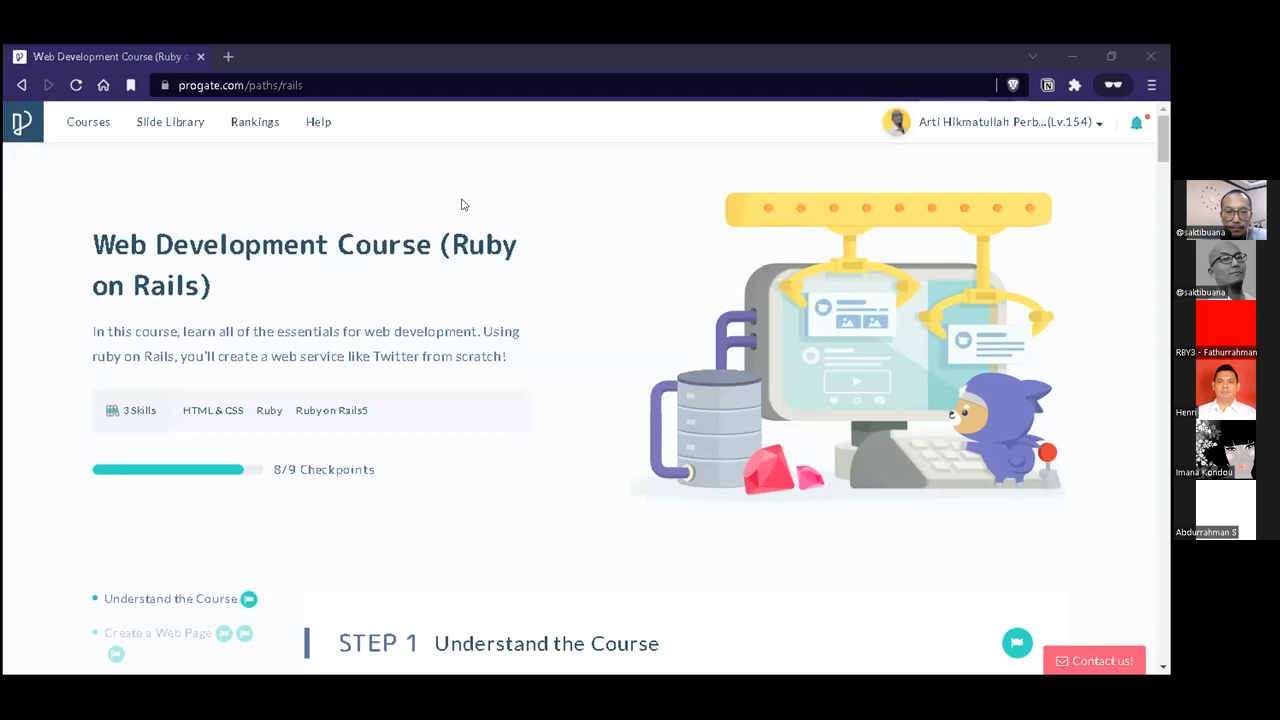 Web Development Course (Ruby
progate.com/paths/rails
Courses
Slide Library
Rankings
Help
Arti Hikmatullah Perb...(Lv.154)
Web Development Course (Ruby
on Rails)
In this course, learn all of the essentials for web development. Using
ruby on Rails, you'll create a web service like Twitter from scratch!
3 Skills
HTML & CSS
Ruby
Ruby on Rails5
8/9 Checkpoints
Understand the Course
Create a Web Page
STEP 1 Understand the Course
Contact us!
@saktibuana
@saktibuana
RBY3 - Fathurrahman
Henri
Imana Kondou
Abdurrahman S